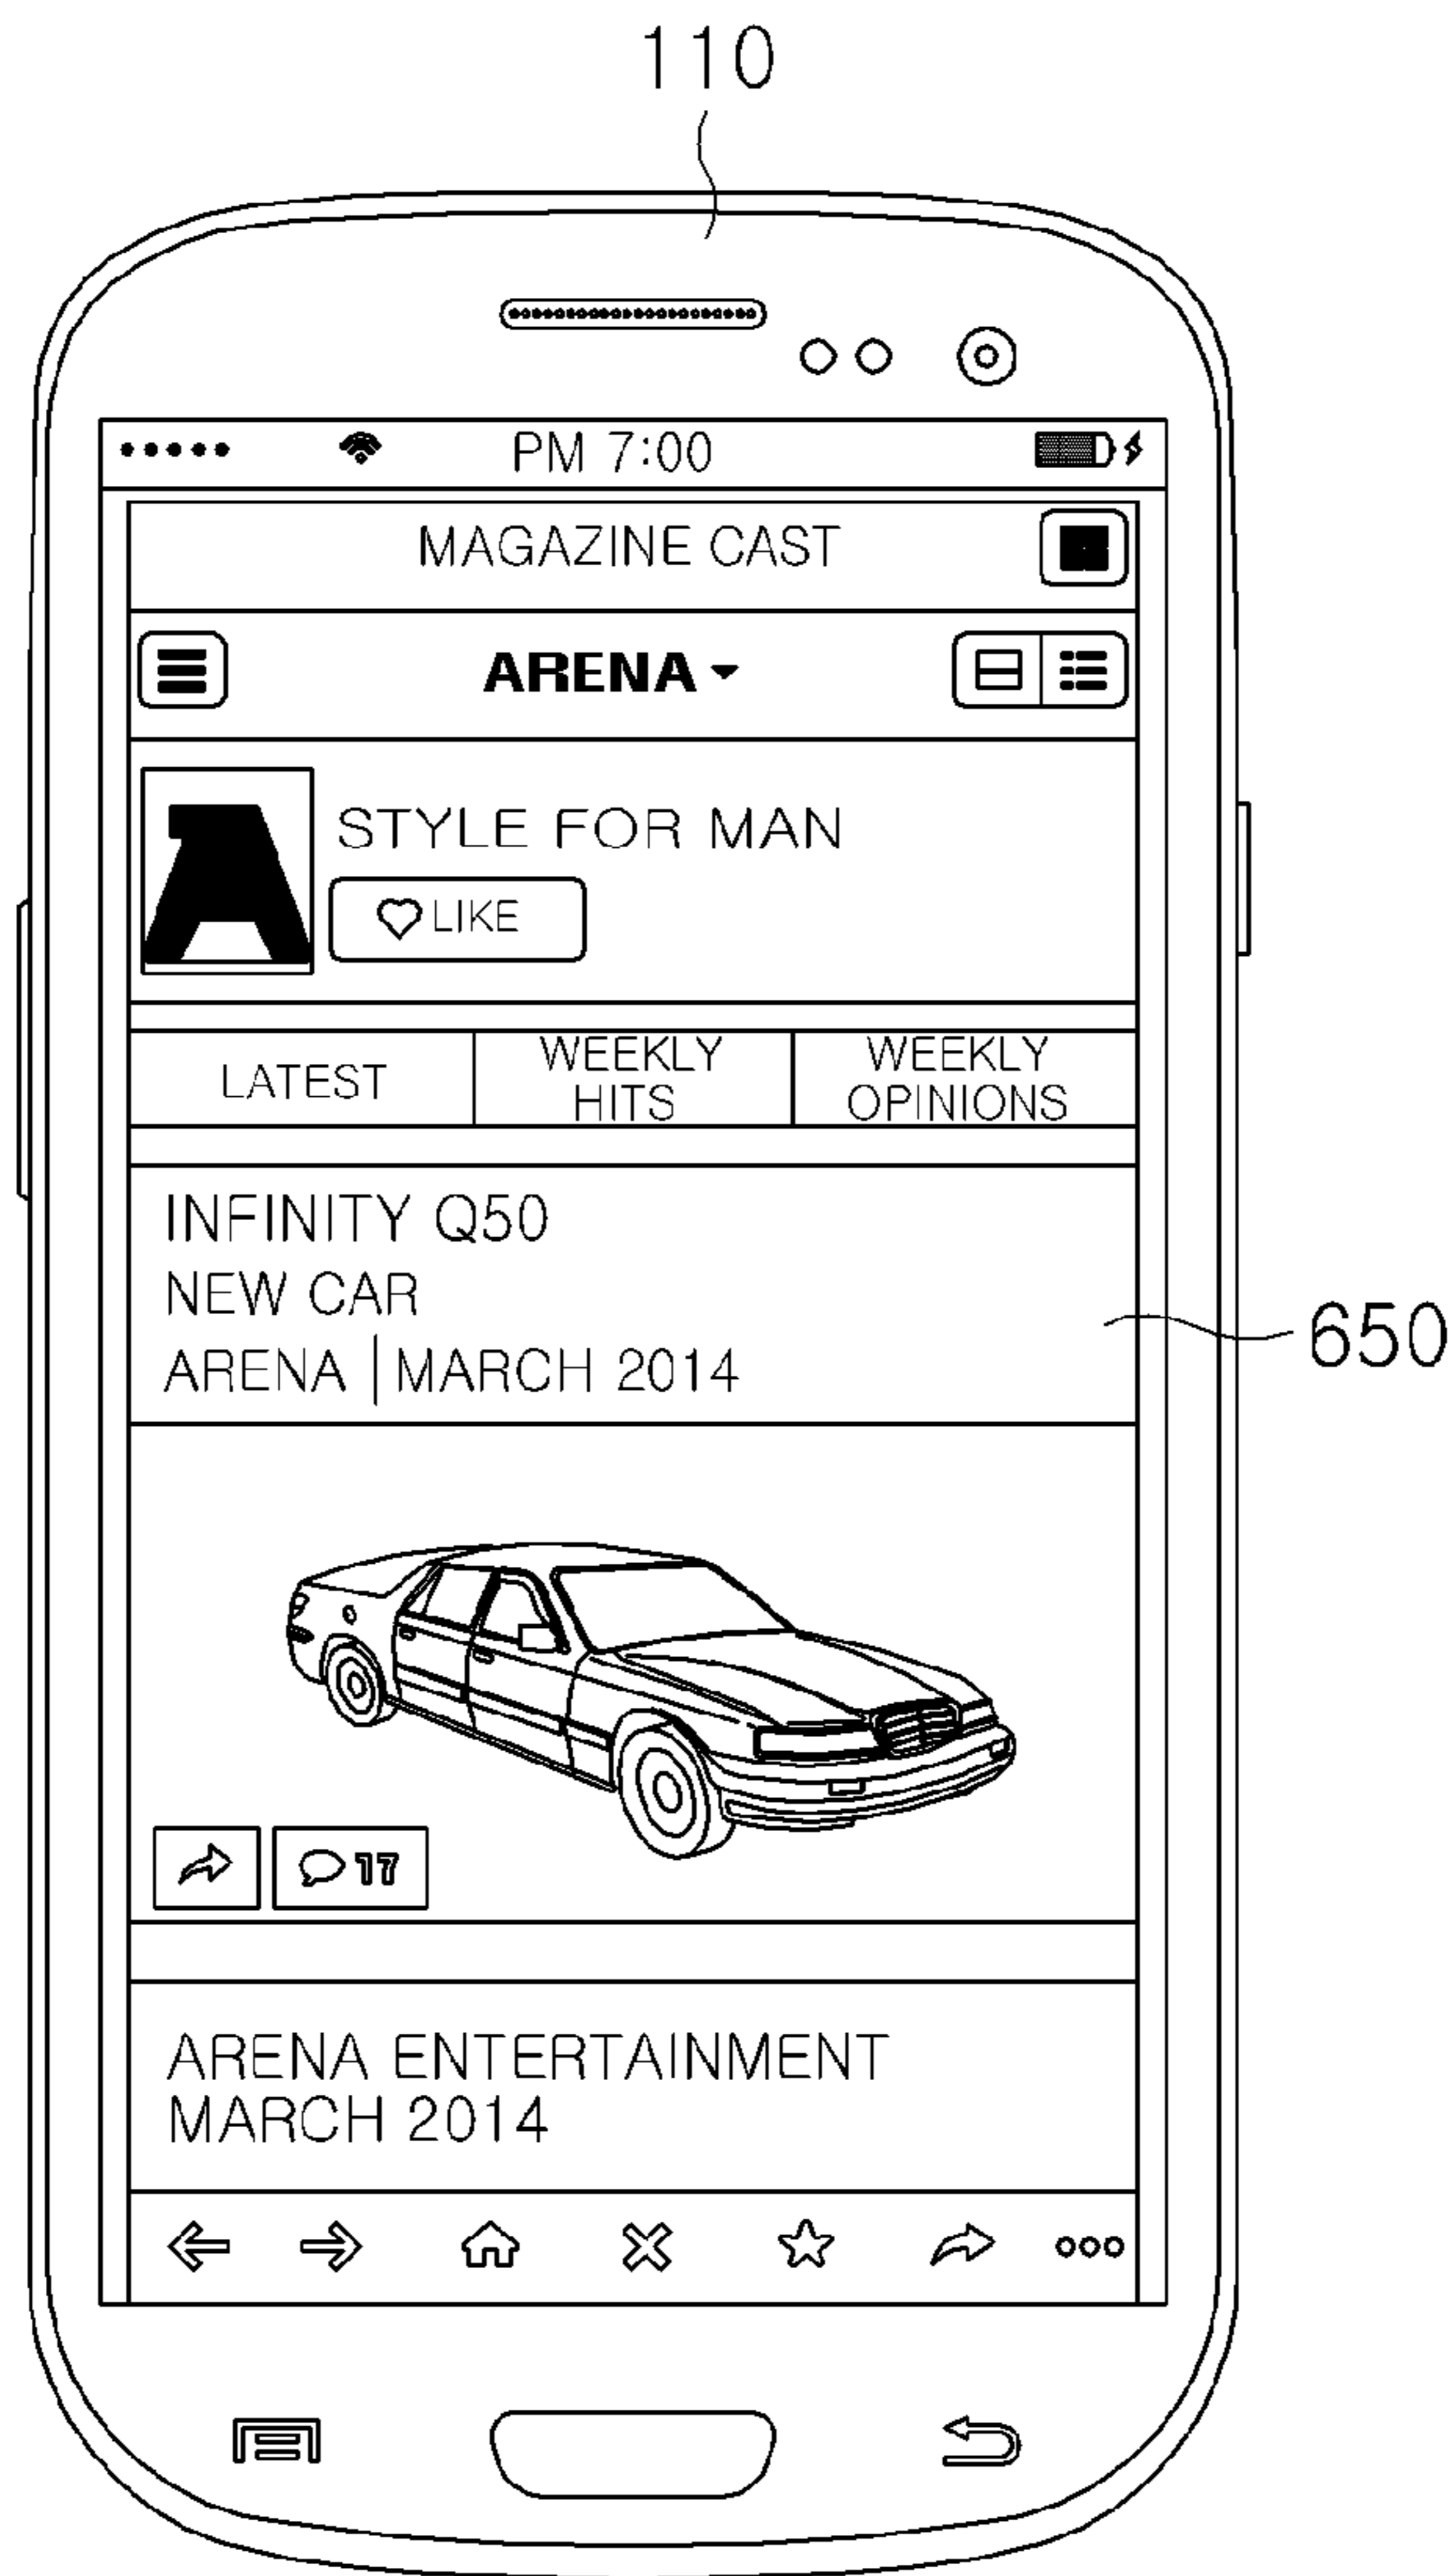 110
PM 7:00
MAGAZINE CAST
ARENA
A
STYLE FOR MAN
LIKE
LATEST
WEEKLY
HITS
WEEKLY
OPINIONS
INFINITY Q50
NEW CAR
ARENA | MARCH 2014
650
17
ARENA ENTERTAINMENT
MARCH 2014